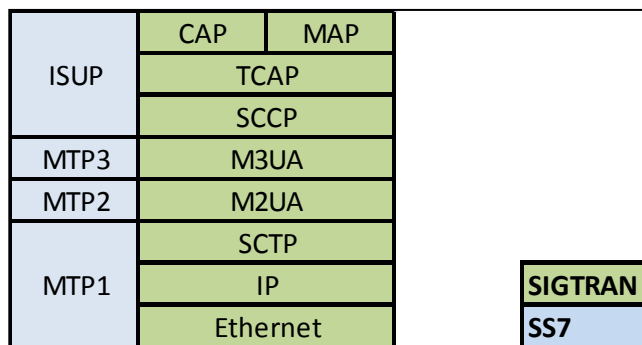 CAP MAP
ISUP TCAP
SCCP
MTP3 M3UA
MTP2 M2UA
SCTP
MTP1 IP SIGTRAN
Ethernet SS7